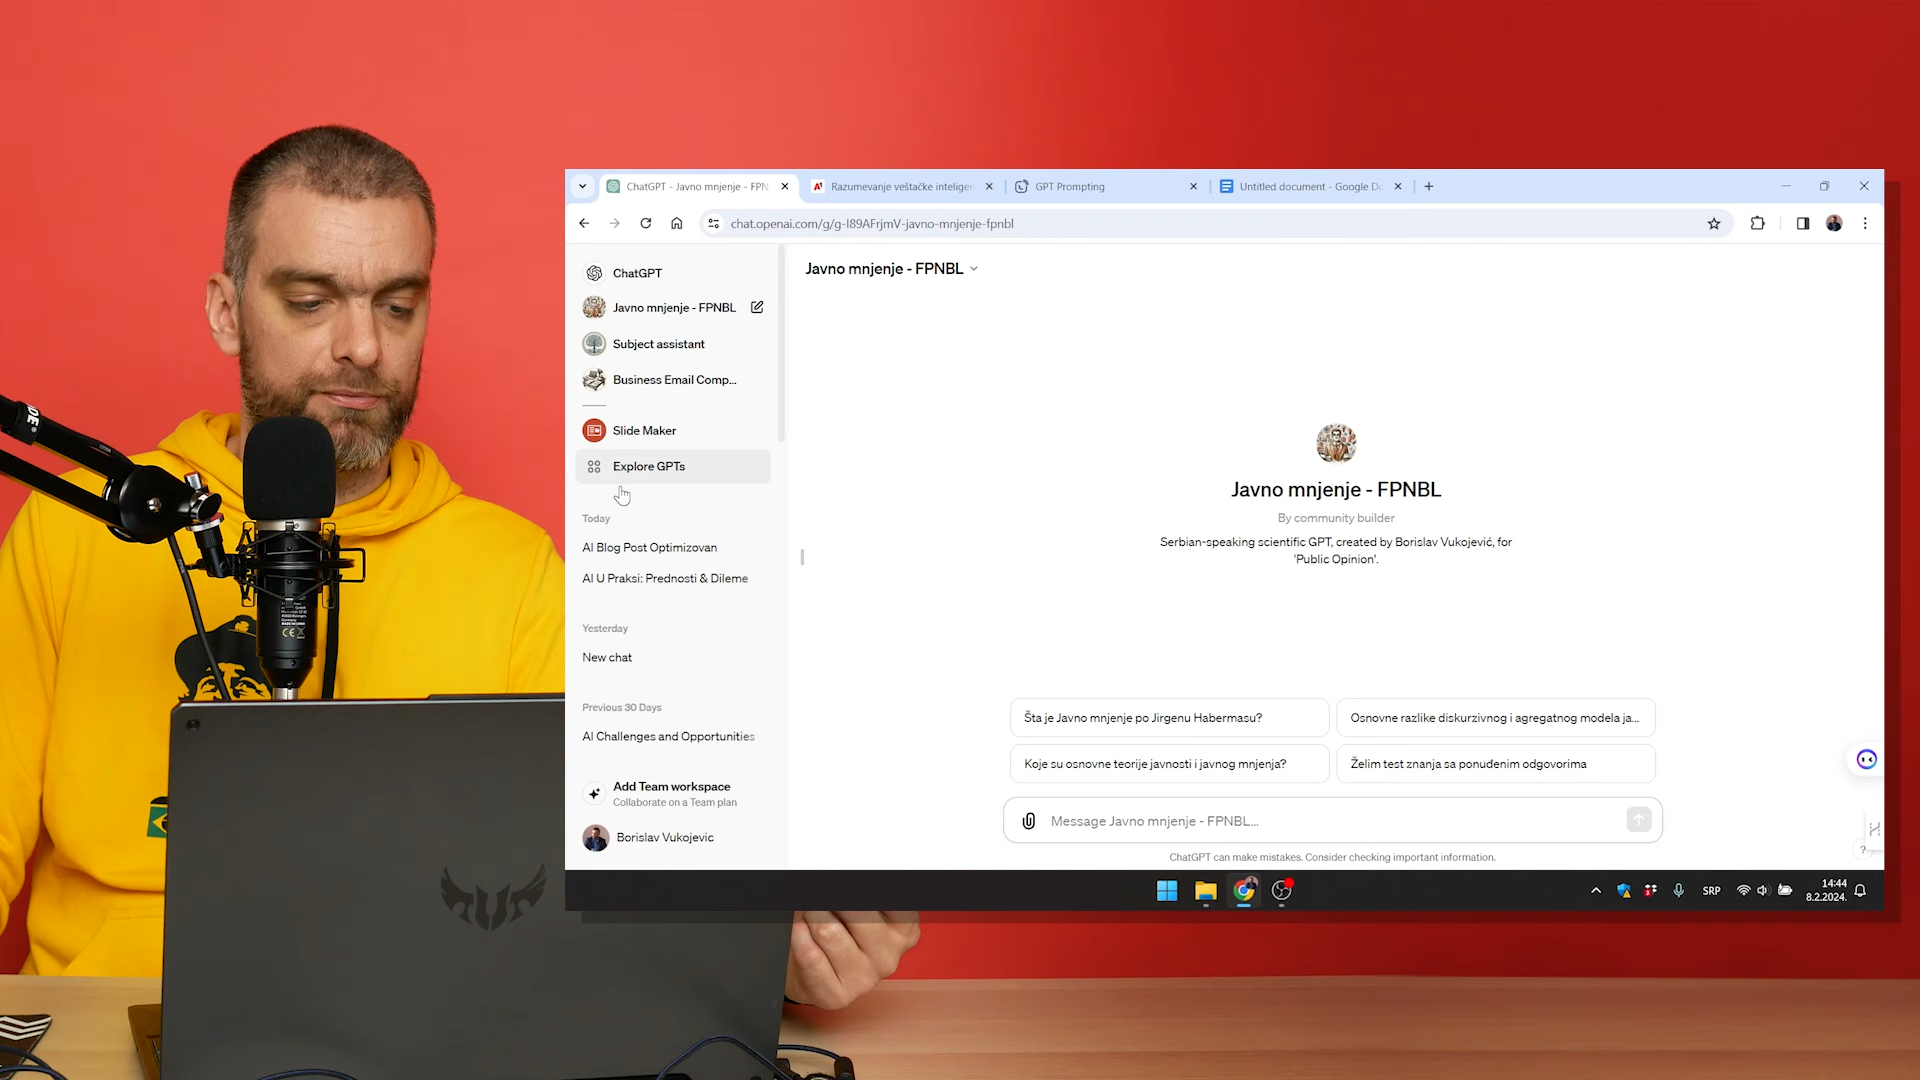 ChatGPT - Javno mnjenje - FPN
Razumevanje veštačke inteligen
GPT Prompting
Untitled document - Google Do
chat.openai.com/g/g-I89AFrjmV-javno-mnjenje-fpnbl
ChatGPT
Javno mnjenje - FPNBL
Subject assistant
Business Email Comp...
Slide Maker
Explore GPTs
Today
AI Blog Post Optimizovan
AI U Praksi: Prednosti & Dileme
Yesterday
New chat
Previous 30 Days
AI Challenges and Opportunities
Add Team workspace
Collaborate on a Team plan
Borislav Vukojevic
Javno mnjenje - FPNBL
Javno mnjenje - FPNBL
By community builder
Serbian-speaking scientific GPT, created by Borislav Vukojević, for
'Public Opinion'.
Šta je Javno mnjenje po Jirgenu Habermasu?
Osnovne razlike diskurzivnog i agregatnog modela ja...
Koje su osnovne teorije javnosti i javnog mnjenja?
Želim test znanja sa ponuđenim odgovorima
Message Javno mnjenje - FPNBL...
ChatGPT can make mistakes. Consider checking important information.
?
SRP
14:44
8.2.2024.